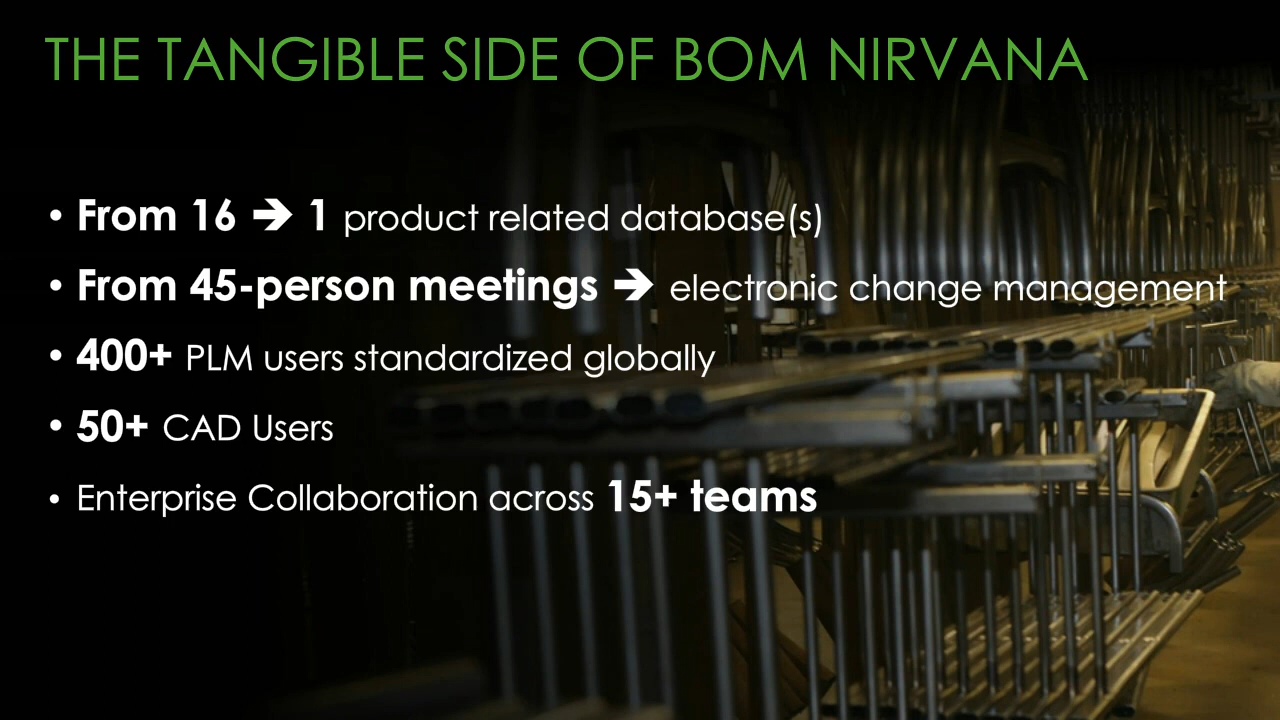 THE TANGIBLE SIDE OF BOM NIRVANA
• From 16 ➔ 1 product related database(s)
• From 45-person meetings ➔ electronic change management
• 400+ PLM users standardized globally
• 50+ CAD Users
• Enterprise Collaboration across 15+ teams